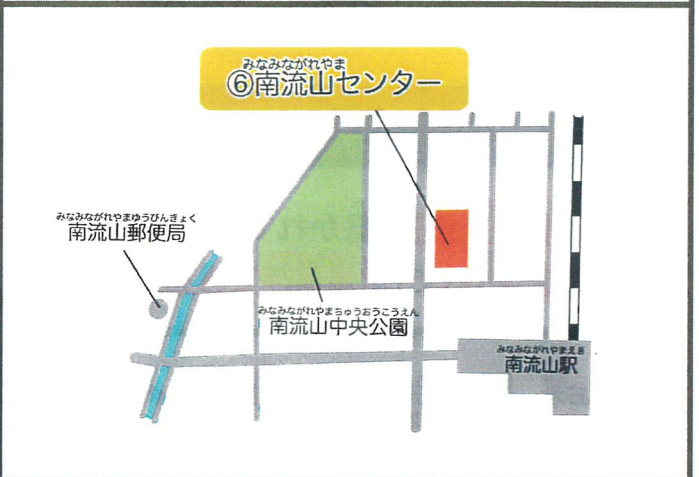 みなみながれやま
⑥南流山センター
みなみながれやまゆうびんきょく
南流山郵便局
みなみながれやまちゅうおうこうえん
南流山中央公園
みなみながれやまえき
南流山駅